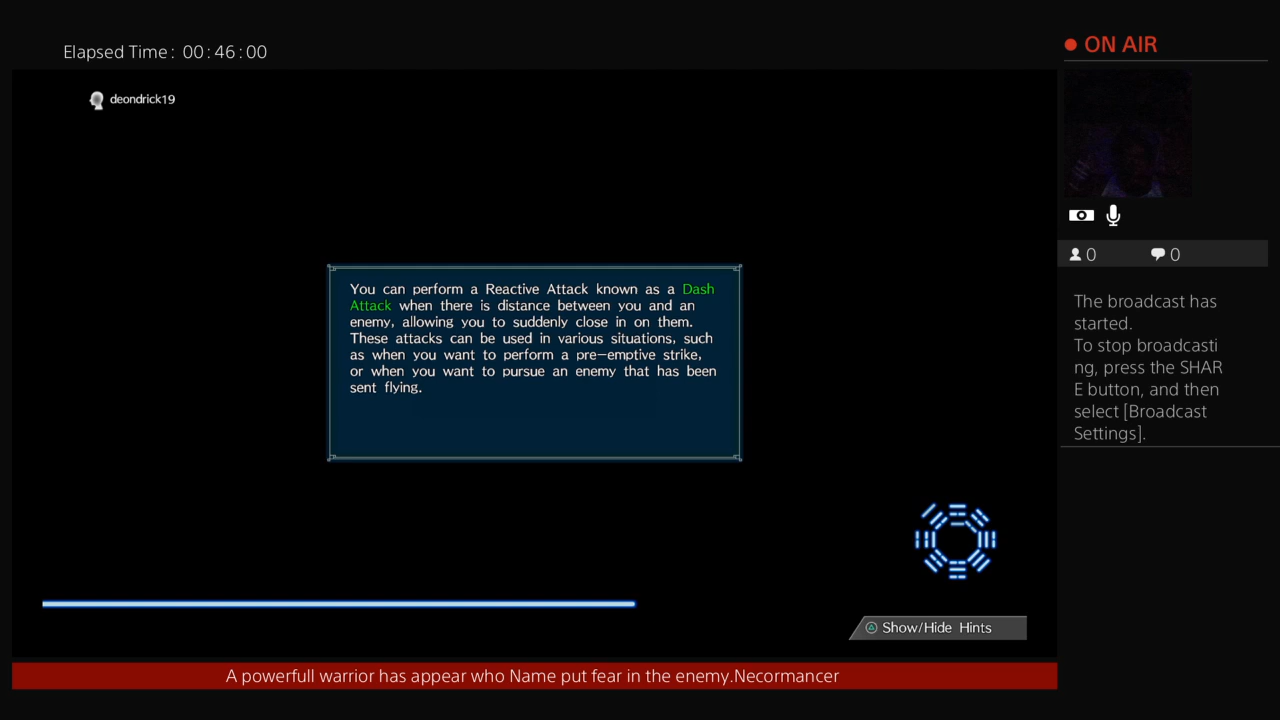 Elapsed Time: 00:46:00
ON AIR
deondrick19
0 0
You can perform a Reactive Attack known as a Dash
Attack when there is distance between you and an
enemy, allowing you to suddenly close in on them.
These attacks can be used in various situations, such
as when you want to perform a pre-emptive strike,
or when you want to pursue an enemy that has been
sent flying.
The broadcast has
started.
To stop broadcasti
ng, press the SHAR
E button, and then
select [Broadcast
Settings].
Show/Hide Hints
A powerfull warrior has appear who Name put fear in the enemy.Necormancer